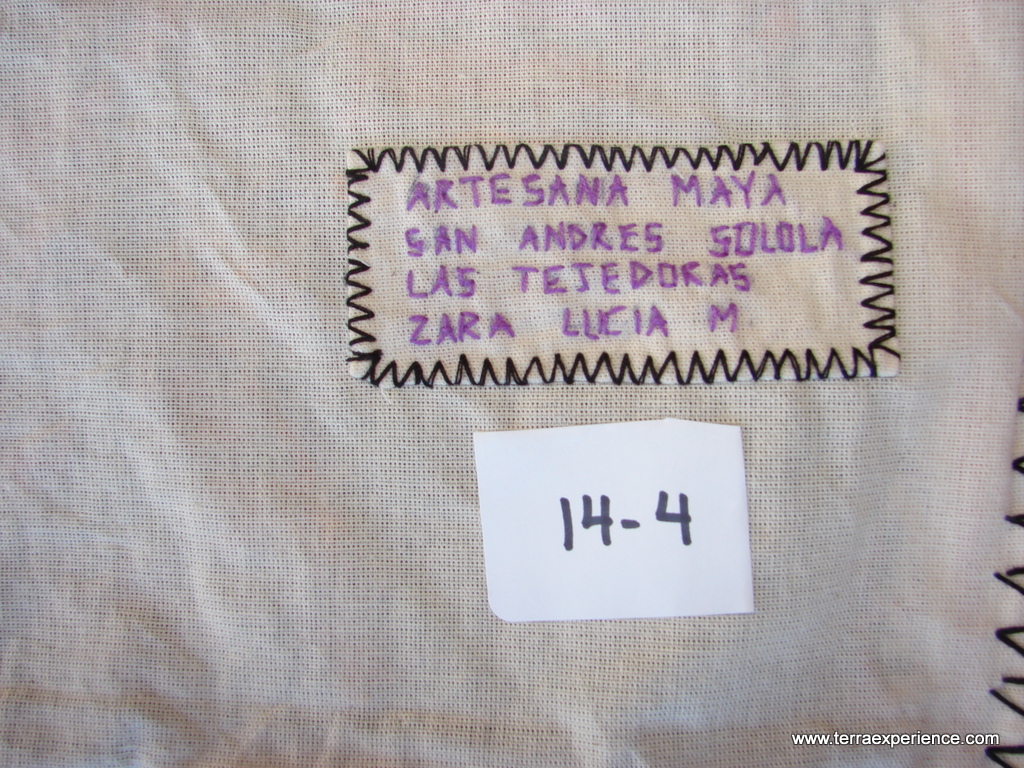 ARTESANA MAYA
SAN ANDRES SOLOLA
LAS TEJEDORAS
ZARA LUCIA M.
14-4
www.terraexperience.com